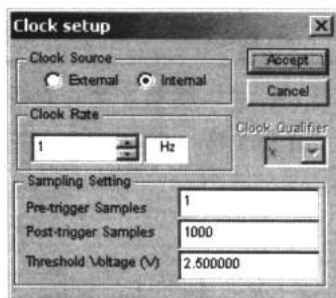 Clock setup
Clock Source
External
Internal
Accept
Cancel
Clock Rate
1
Hz
Clock Qualifier
x
Sampling Setting
Pre-trigger Samples
1
Post-trigger Samples
1000
Threshold Voltage (V)
2.500000